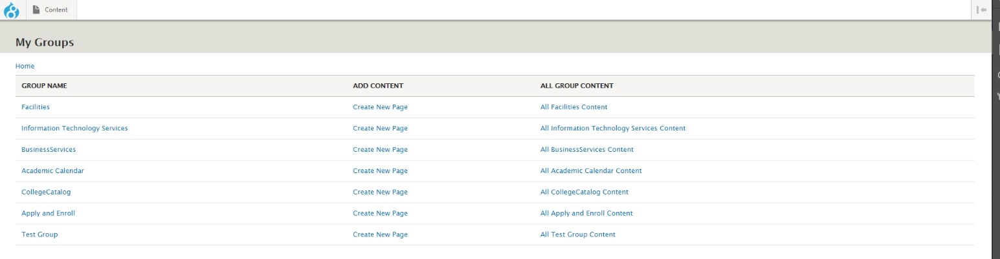 Content
My Groups
Home
GROUP NAME ADD CONTENT ALL GROUP CONTENT
Facilities Create New Page All Facilities Content
Information Technology Services Create New Page All Information Technology Services Content
BusinessServices Create New Page All BusinessServices Content
Academic Calendar Create New Page All Academic Calendar Content
CollegeCatalog Create New Page All CollegeCatalog Content
Apply and Enroll Create New Page All Apply and Enroll Content
Test Group Create New Page All Test Group Content